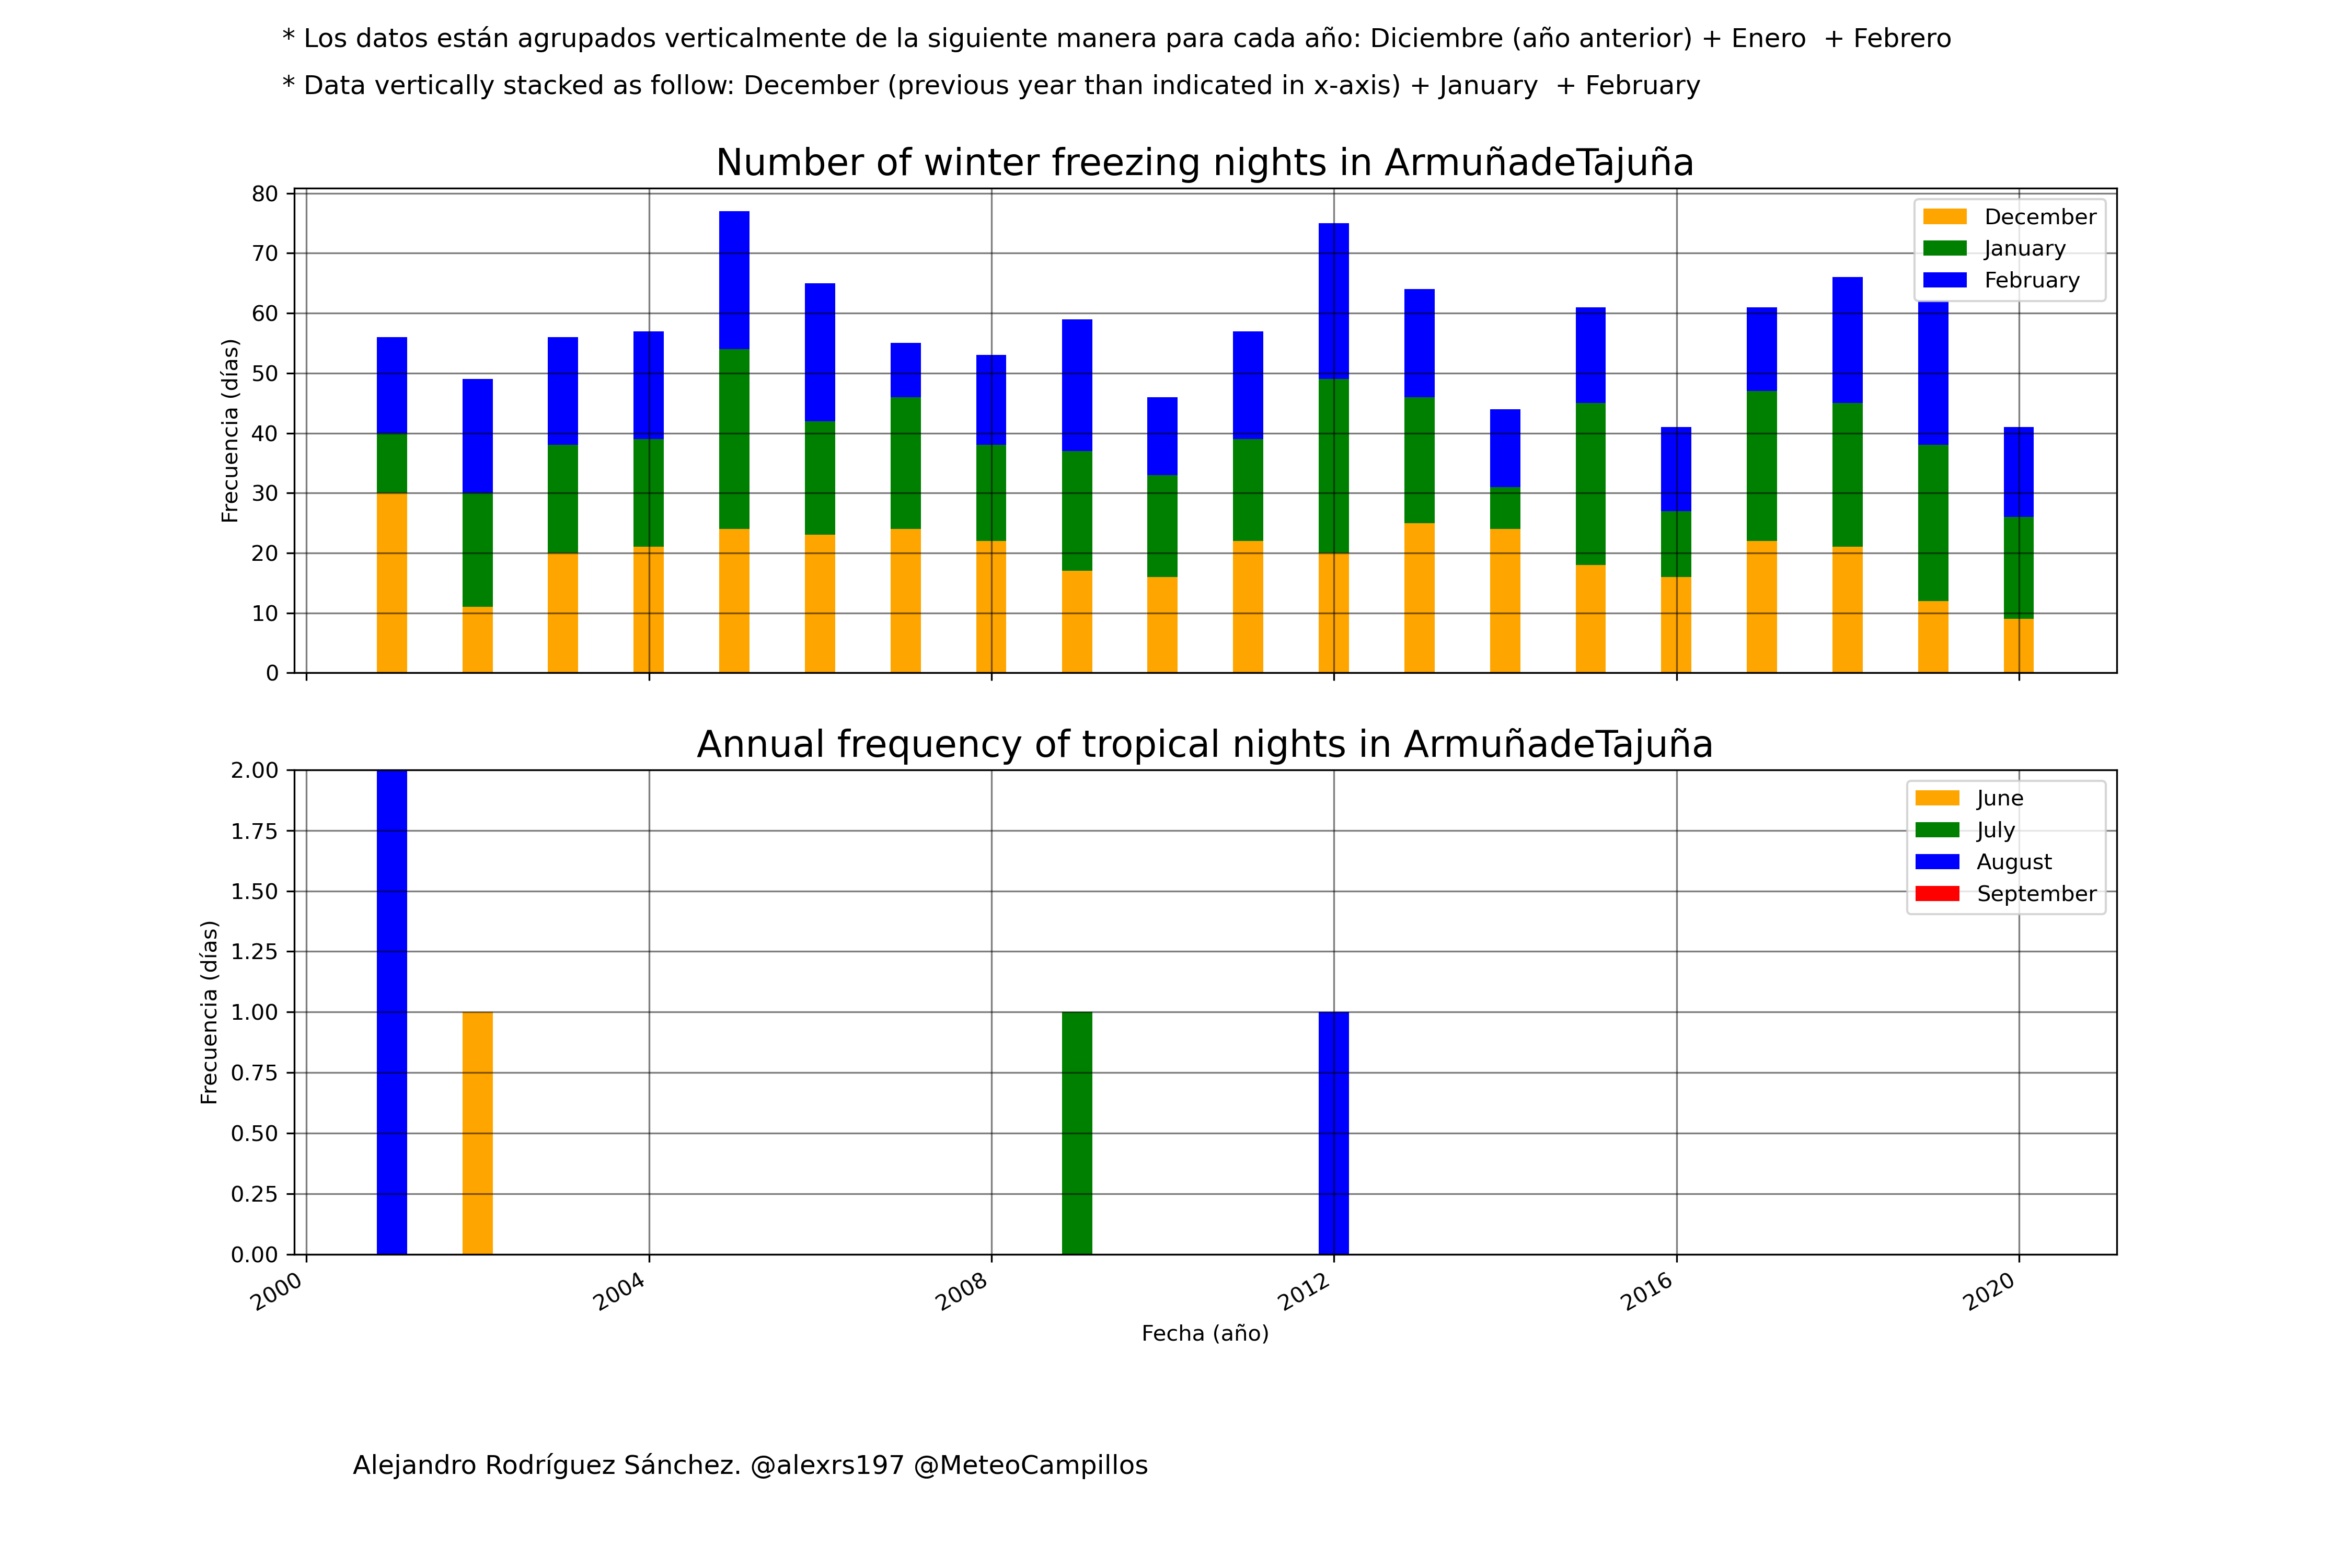 * Los datos están agrupados verticalmente de la siguiente manera para cada año: Diciembre (año anterior) + Enero  + Febrero
* Data vertically stacked as follow: December (previous year than indicated in x-axis) + January  + February
Number of winter freezing nights in ArmuñadeTajuña
80
70
60
50
40
30
20
10
0
Frecuencia (días)
December
January
February
Annual frequency of tropical nights in ArmuñadeTajuña
2.00
1.75
1.50
1.25
1.00
0.75
0.50
0.25
0.00
Frecuencia (días)
June
July
August
September
2000
2004
2008
2012
2016
2020
Fecha (año)
Alejandro Rodríguez Sánchez. @alexrs197 @MeteoCampillos